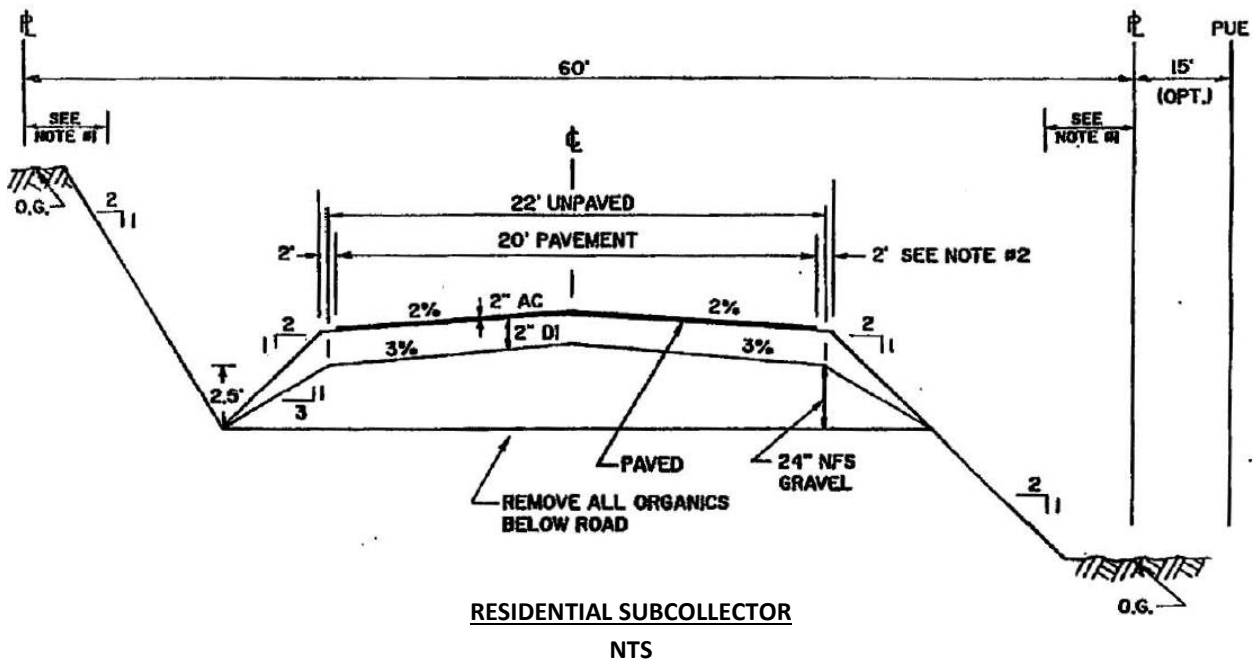 PL
PL
PUE
60'
15'
(OPT.)
SEE
NOTE #1
SEE
NOTE #1
CL
O.G.
2
1
22' UNPAVED
20' PAVEMENT
2'
2' SEE NOTE #2
2%
2" AC
2%
2
1
2" D1
2
1
3%
3%
2.5'
1
3
PAVED
24" NFS
GRAVEL
2
1
REMOVE ALL ORGANICS
BELOW ROAD
O.G.
RESIDENTIAL SUBCOLLECTOR
NTS